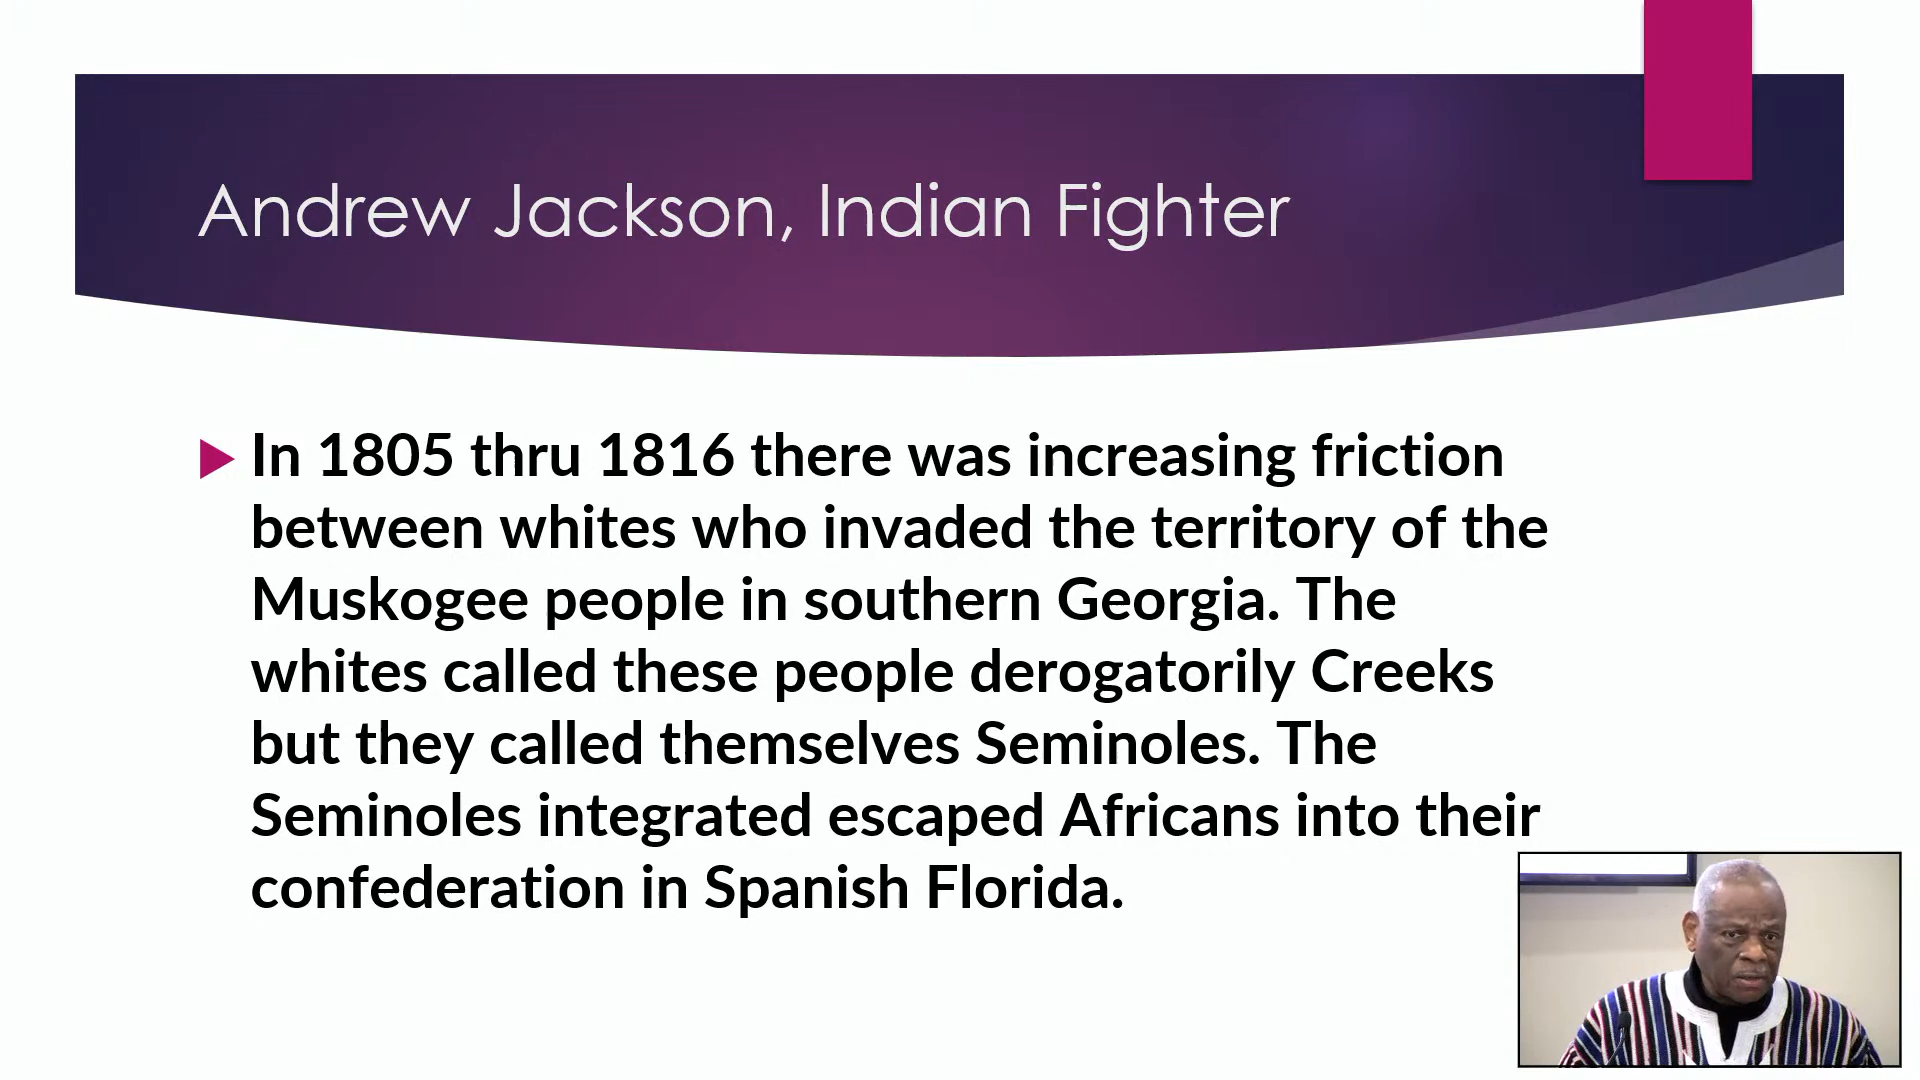 Andrew Jackson, Indian Fighter
In 1805 thru 1816 there was increasing friction
between whites who invaded the territory of the
Muskogee people in southern Georgia. The
whites called these people derogatorily Creeks
but they called themselves Seminoles. The
Seminoles integrated escaped Africans into their
confederation in Spanish Florida.